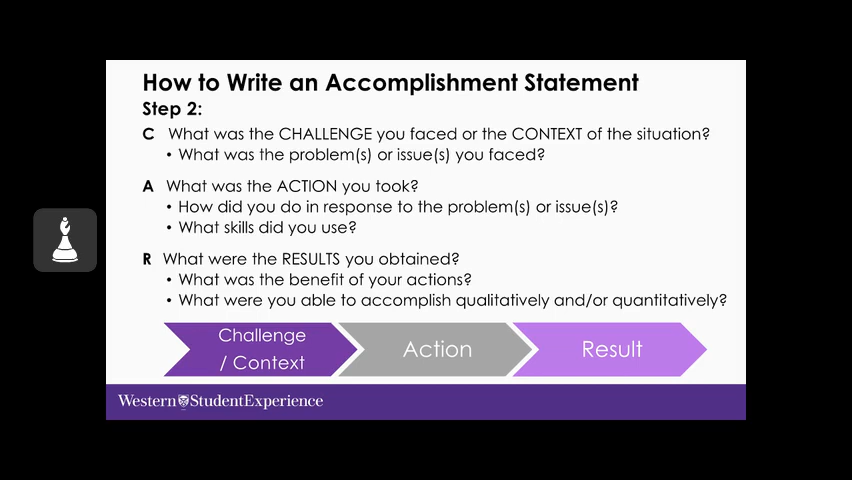 How to Write an Accomplishment Statement
Step 2:
C What was the CHALLENGE you faced or the CONTEXT of the situation?
• What was the problem(s) or issue(s) you faced?
A What was the ACTION you took?
• How did you do in response to the problem(s) or issue(s)?
• What skills did you use?
R What were the RESULTS you obtained?
• What was the benefit of your actions?
• What were you able to accomplish qualitatively and/or quantitatively?
Challenge
/ Context
Action
Result
Western StudentExperience